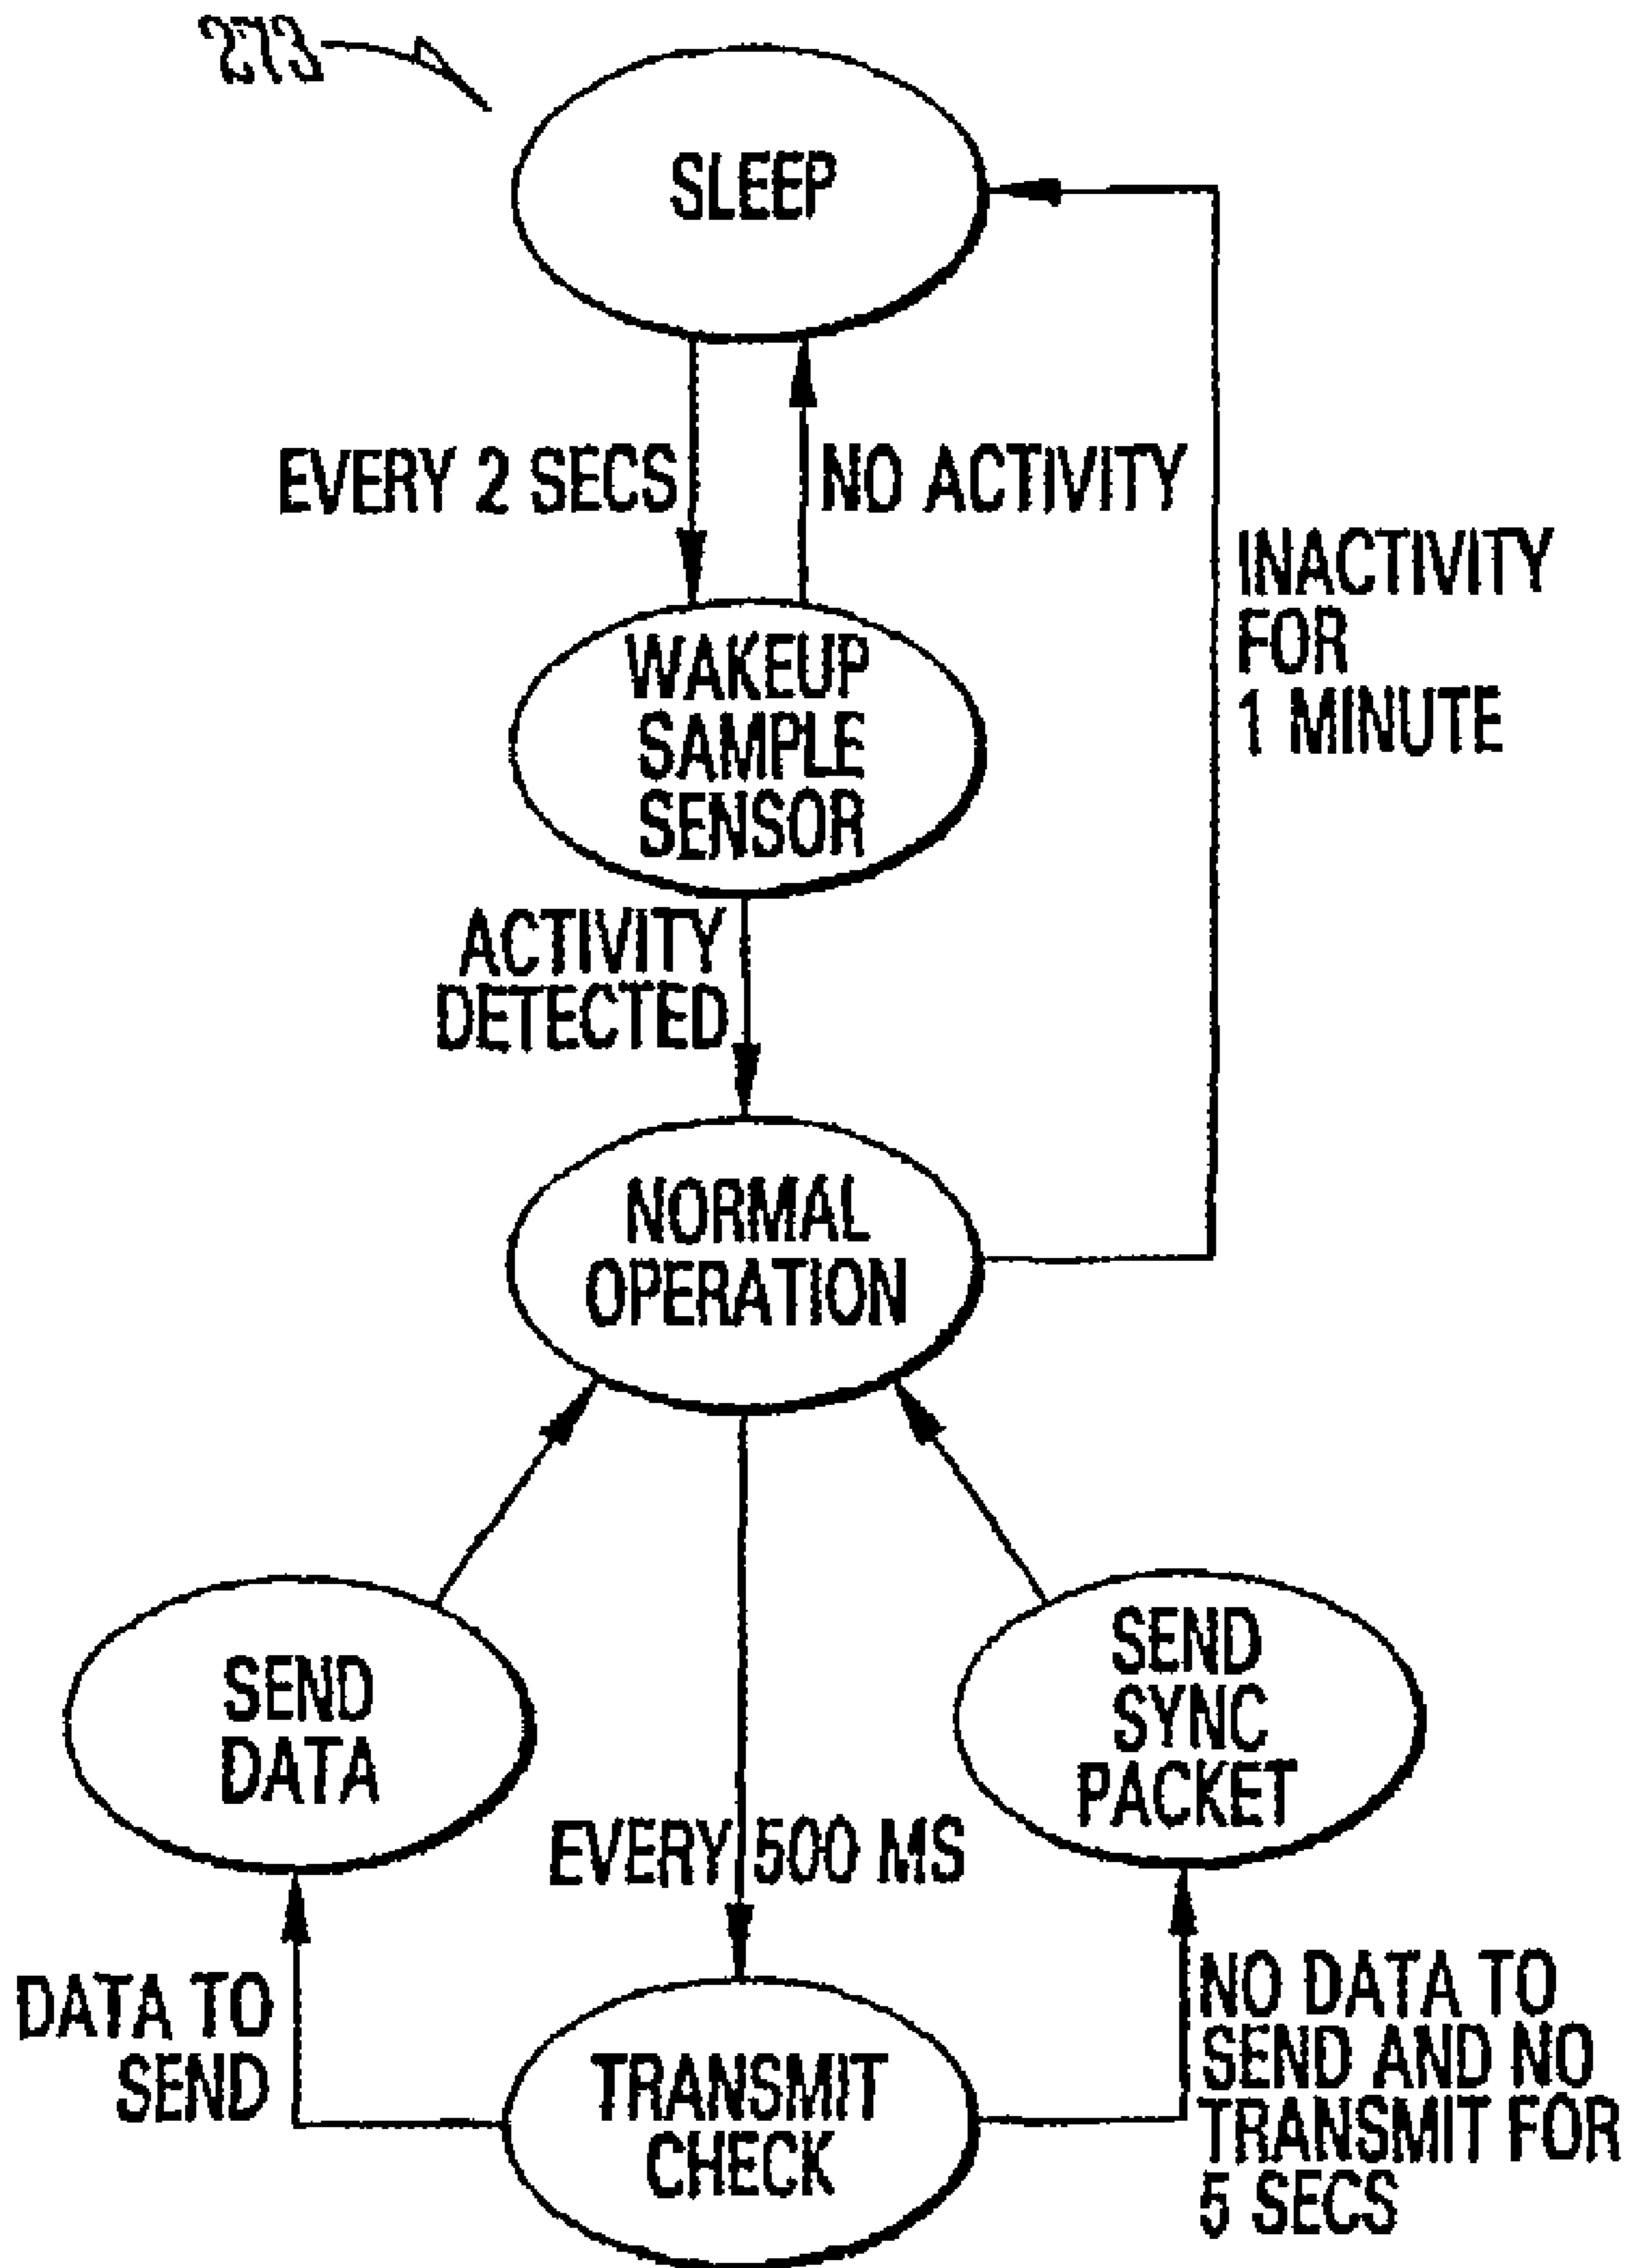 273
SLEEP
EVERY 2 SECS
NO ACTIVITY
INACTIVITY
FOR
1 MINUTE
WAKEUP
SAMPLE
SENSOR
ACTIVITY
DETECTED
NORMAL
OPERATION
SEND
DATA
SEND
SYNC
PACKET
EVERY 500 MS
DATA TO
SEND
TRANSMIT
CHECK
NO DATA TO
SEND AND NO
TRANSMIT FOR
5 SECS